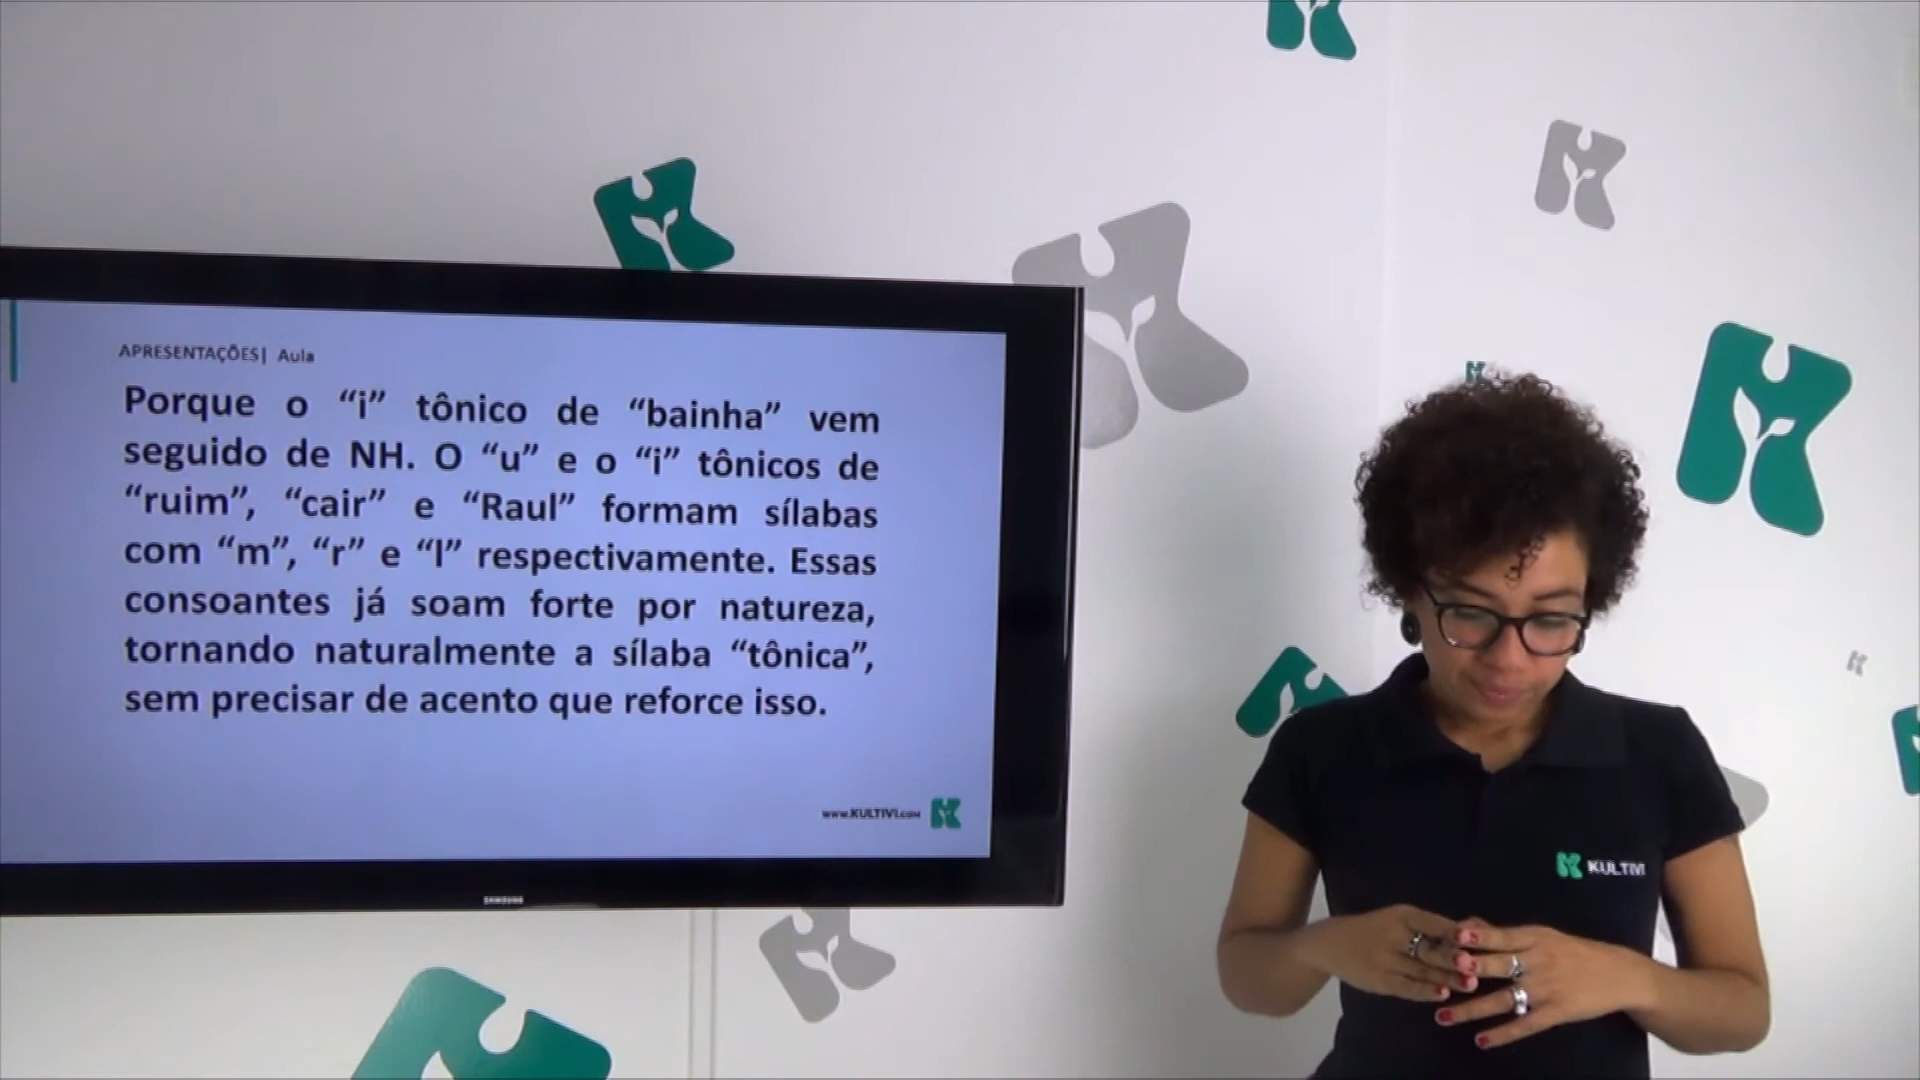 APRESENTAÇÕES| Aula
Porque o “i” tônico de “bainha” vem
seguido de NH. O “u” e o “i” tônicos de
“ruim”, “cair” e “Raul” formam sílabas
com “m”, “r” e “l” respectivamente. Essas
consoantes já soam forte por natureza,
tornando naturalmente a sílaba “tônica”,
sem precisar de acento que reforce isso.
www.KULTIVI.COM
SAMSUNG
KULTIVI